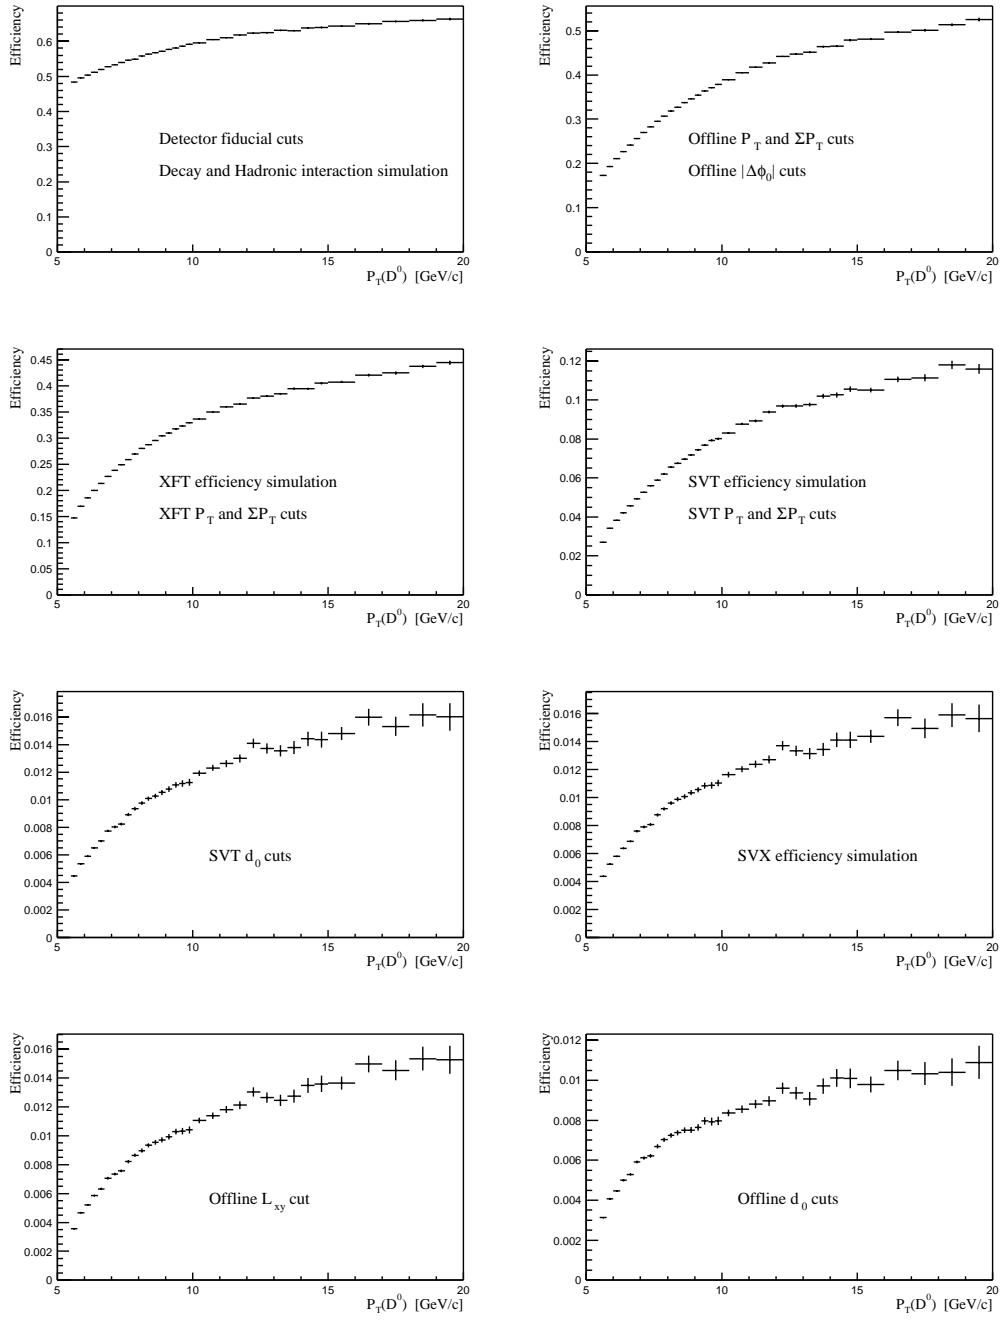 Efficiency
0.6
0.5
0.4
0.3
0.2
0.1
0
Detector fiducial cuts
Decay and Hadronic interaction simulation
5 10 15 20
P_T(D^0) [GeV/c]
Efficiency
0.5
0.4
0.3
0.2
0.1
0
Offline P_T and ΣP_T cuts
Offline |Δϕ_0| cuts
5 10 15 20
P_T(D^0) [GeV/c]
Efficiency
0.45
0.4
0.35
0.3
0.25
0.2
0.15
0.1
0.05
0
XFT efficiency simulation
XFT P_T and ΣP_T cuts
5 10 15 20
P_T(D^0) [GeV/c]
Efficiency
0.12
0.1
0.08
0.06
0.04
0.02
0
SVT efficiency simulation
SVT P_T and ΣP_T cuts
5 10 15 20
P_T(D^0) [GeV/c]
Efficiency
0.016
0.014
0.012
0.01
0.008
0.006
0.004
0.002
0
SVT d_0 cuts
5 10 15 20
P_T(D^0) [GeV/c]
Efficiency
0.016
0.014
0.012
0.01
0.008
0.006
0.004
0.002
0
SVX efficiency simulation
5 10 15 20
P_T(D^0) [GeV/c]
Efficiency
0.016
0.014
0.012
0.01
0.008
0.006
0.004
0.002
0
Offline L_xy cut
5 10 15 20
P_T(D^0) [GeV/c]
Efficiency
0.012
0.01
0.008
0.006
0.004
0.002
0
Offline d_0 cuts
5 10 15 20
P_T(D^0) [GeV/c]